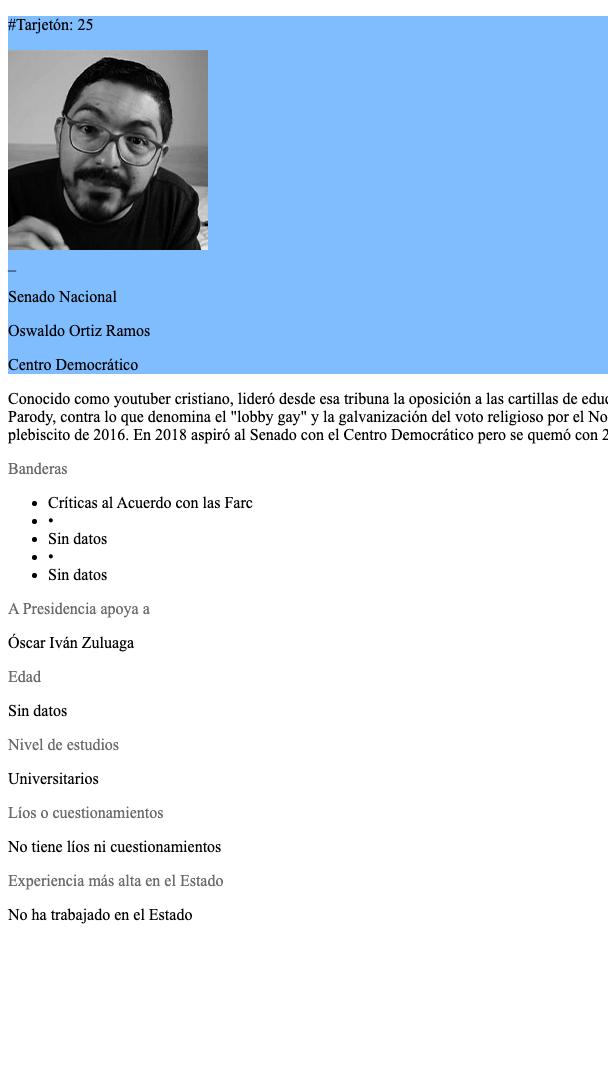 #Tarjetón: 25
_
Senado Nacional
Oswaldo Ortiz Ramos
Centro Democrático
Conocido como youtuber cristiano, lideró desde esa tribuna la oposición a las cartillas de
Parody, contra lo que denomina el "lobby gay" y la galvanización del voto religioso por el No
plebiscito de 2016. En 2018 aspiró al Senado con el Centro Democrático pero se quemó con 2
Banderas
• Críticas al Acuerdo con las Farc
• •
• Sin datos
• •
• Sin datos
A Presidencia apoya a
Óscar Iván Zuluaga
Edad
Sin datos
Nivel de estudios
Universitarios
Líos o cuestionamientos
No tiene líos ni cuestionamientos
Experiencia más alta en el Estado
No ha trabajado en el Estado